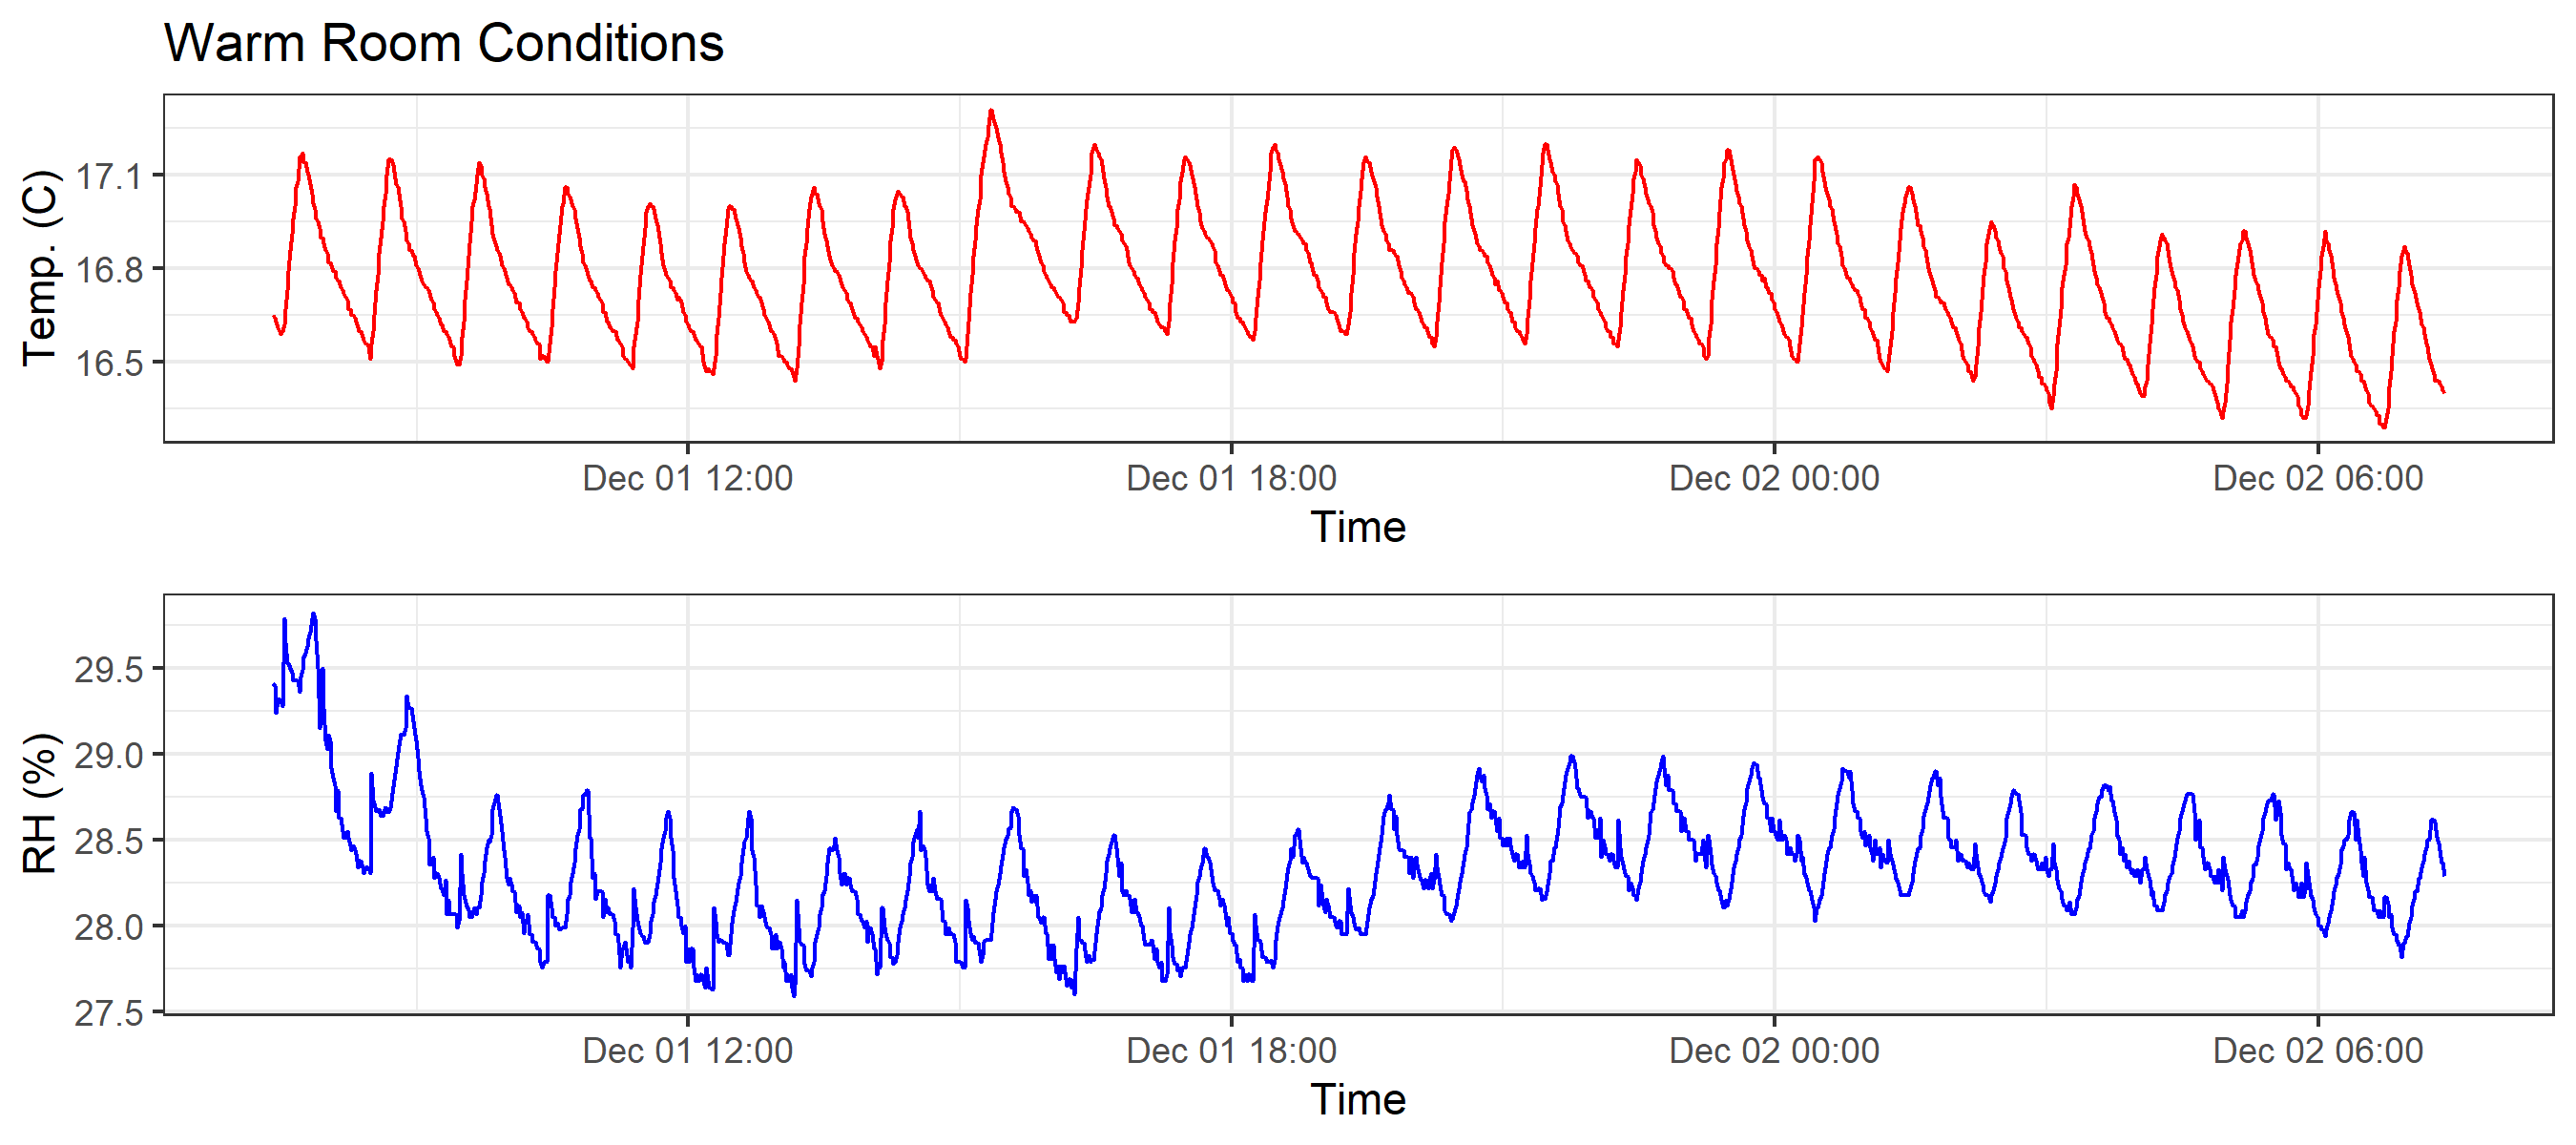 Warm Room Conditions
Temp. (C)
17.1
16.8
16.5
Dec 01 12:00 Dec 01 18:00 Dec 02 00:00 Dec 02 06:00
Time
RH (%)
29.5
29.0
28.5
28.0
27.5
Dec 01 12:00 Dec 01 18:00 Dec 02 00:00 Dec 02 06:00
Time